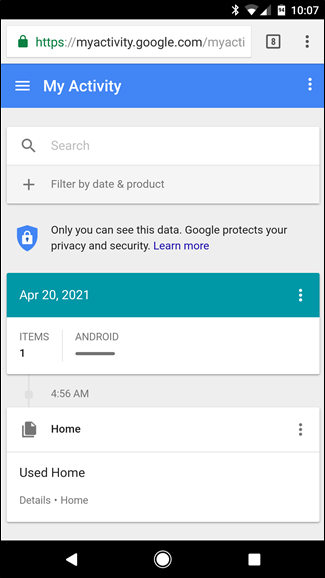 10:07
https://myactivity.google.com/myacti
8
My Activity
Search
Filter by date & product
Only you can see this data. Google protects your
privacy and security. Learn more
Apr 20, 2021
ITEMS
ANDROID
1
4:56 AM
Home
Used Home
Details • Home